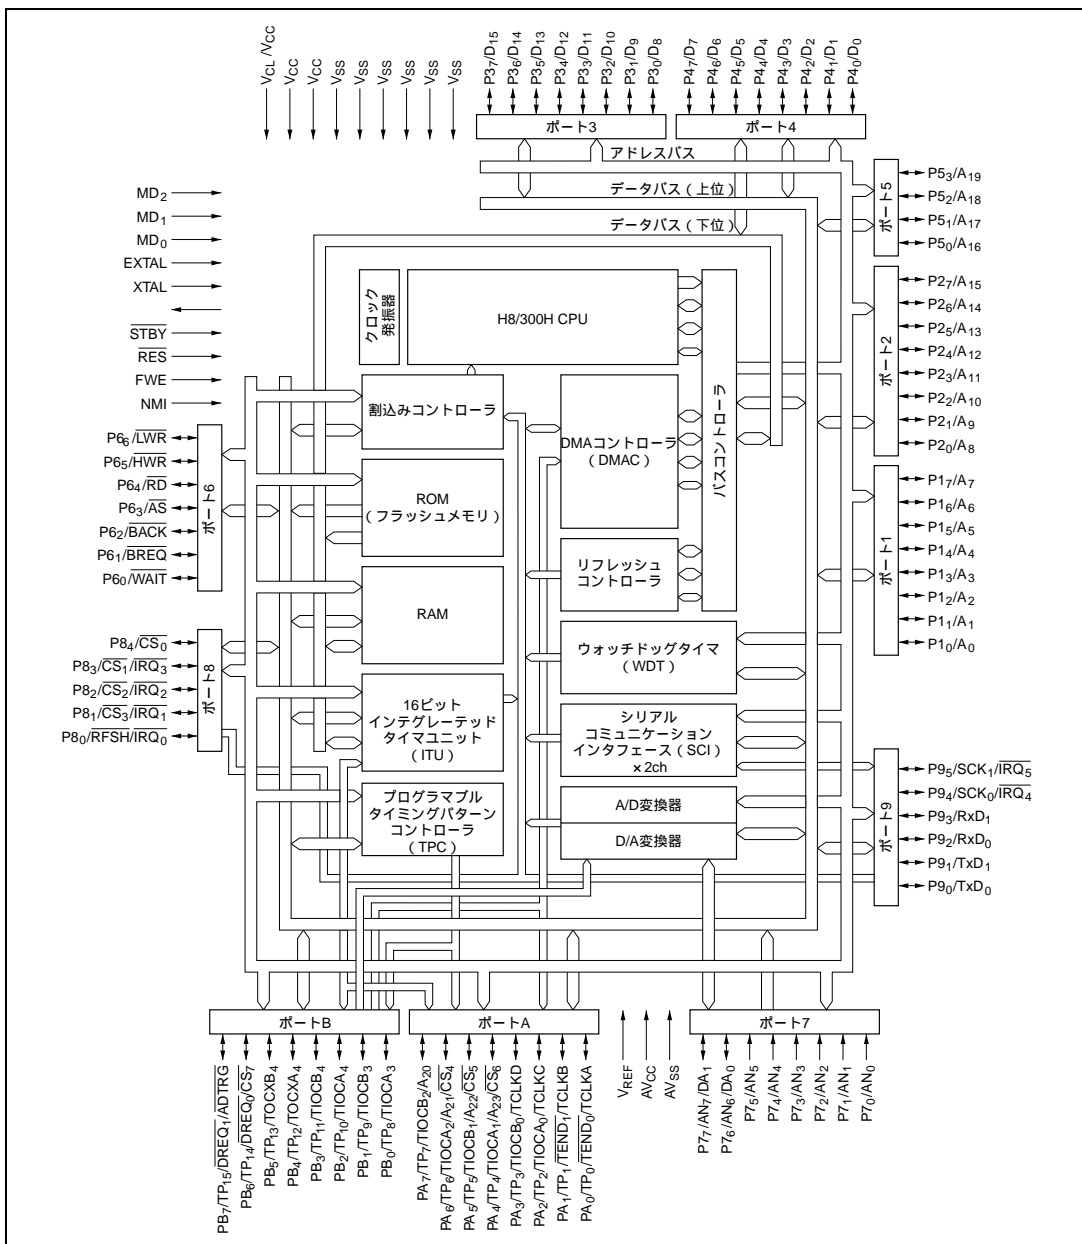 VCL /VCC
VCC
VCC
VSS
VSS
VSS
VSS
VSS
VSS
P37/D15
P36/D14
P35/D13
P34/D12
P33/D11
P32/D10
P31/D9
P30/D8
P47/D7
P46/D6
P45/D5
P44/D4
P43/D3
P42/D2
P41/D1
P40/D0
ポート3
ポート4
アドレスバス
データバス（上位）
データバス（下位）
MD2
MD1
MD0
EXTAL
XTAL
STBY
RES
FWE
NMI
ポート5
P53/A19
P52/A18
P51/A17
P50/A16
クロック
発振器
H8/300H CPU
バスコントローラ
ポート2
P27/A15
P26/A14
P25/A13
P24/A12
P23/A11
P22/A10
P21/A9
P20/A8
割込みコントローラ
DMAコントローラ
（DMAC）
P66/LWR
P65/HWR
P64/RD
P63/AS
P62/BACK
P61/BREQ
P60/WAIT
ポート6
ROM
（フラッシュメモリ）
リフレッシュ
コントローラ
ポート1
P17/A7
P16/A6
P15/A5
P14/A4
P13/A3
P12/A2
P11/A1
P10/A0
RAM
ウォッチドッグタイマ
（WDT）
P84/CS0
P83/CS1/IRQ3
P82/CS2/IRQ2
P81/CS3/IRQ1
P80/RFSH/IRQ0
ポート8
16ビット
インテグレーテッド
タイマユニット
（ITU）
シリアル
コミュニケーション
インタフェース（SCI）
×2ch
プログラマブル
タイミングパターン
コントローラ
（TPC）
A/D変換器
D/A変換器
ポート9
P95/SCK1/IRQ5
P94/SCK0/IRQ4
P93/RxD1
P92/RxD0
P91/TxD1
P90/TxD0
ポートB
ポートA
ポート7
PB7/TP15/DREQ1/ADTRG
PB6/TP14/DREQ0/CS7
PB5/TP13/TOCXB4
PB4/TP12/TOCXA4
PB3/TP11/TIOCB4
PB2/TP10/TIOCA4
PB1/TP9/TIOCB3
PB0/TP8/TIOCA3
PA7/TP7/TIOCB2/A20
PA6/TP6/TIOCA2/A21/CS4
PA5/TP5/TIOCB1/A22/CS5
PA4/TP4/TIOCA1/A23/CS6
PA3/TP3/TIOCB0/TCLKD
PA2/TP2/TIOCA0/TCLKC
PA1/TP1/TEND1/TCLKB
PA0/TP0/TEND0/TCLKA
VREF
AVCC
AVSS
P77/AN7/DA1
P76/AN6/DA0
P75/AN5
P74/AN4
P73/AN3
P72/AN2
P71/AN1
P70/AN0